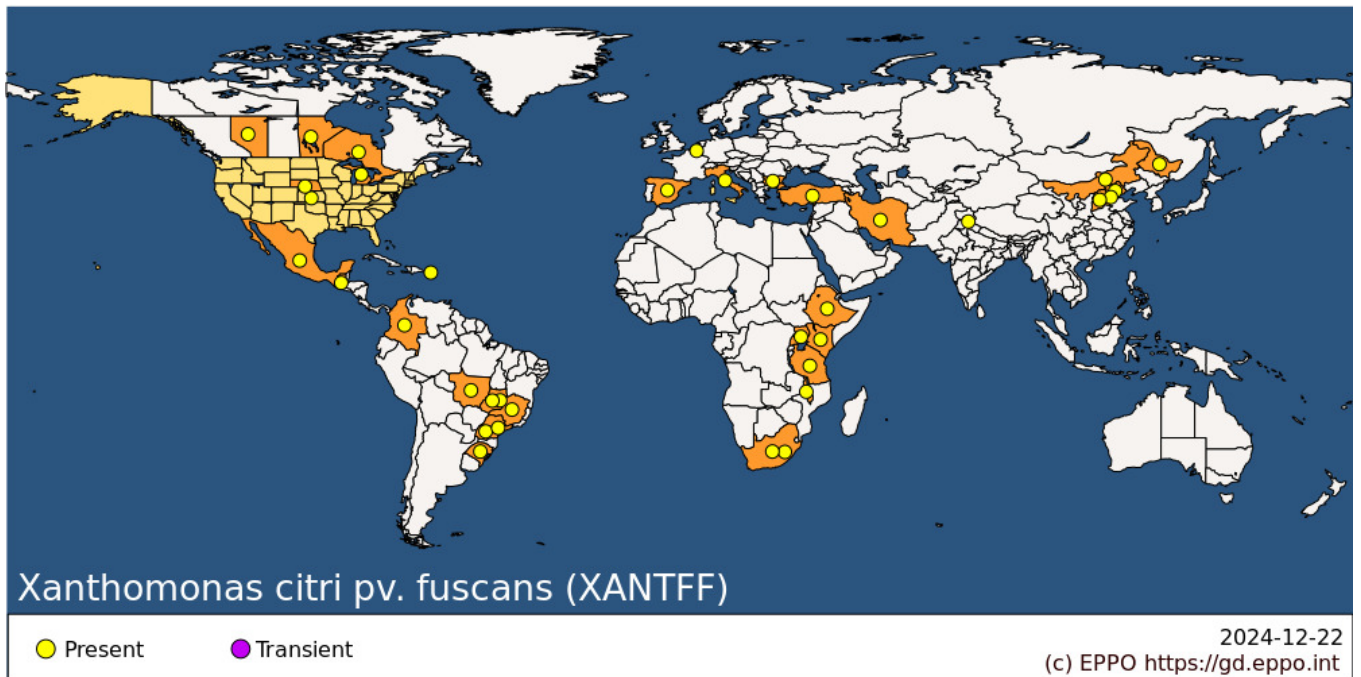 Xanthomonas citri pv. fuscans (XANTFF)
Present
Transient
2024-12-22
(c) EPPO https://gd.eppo.int